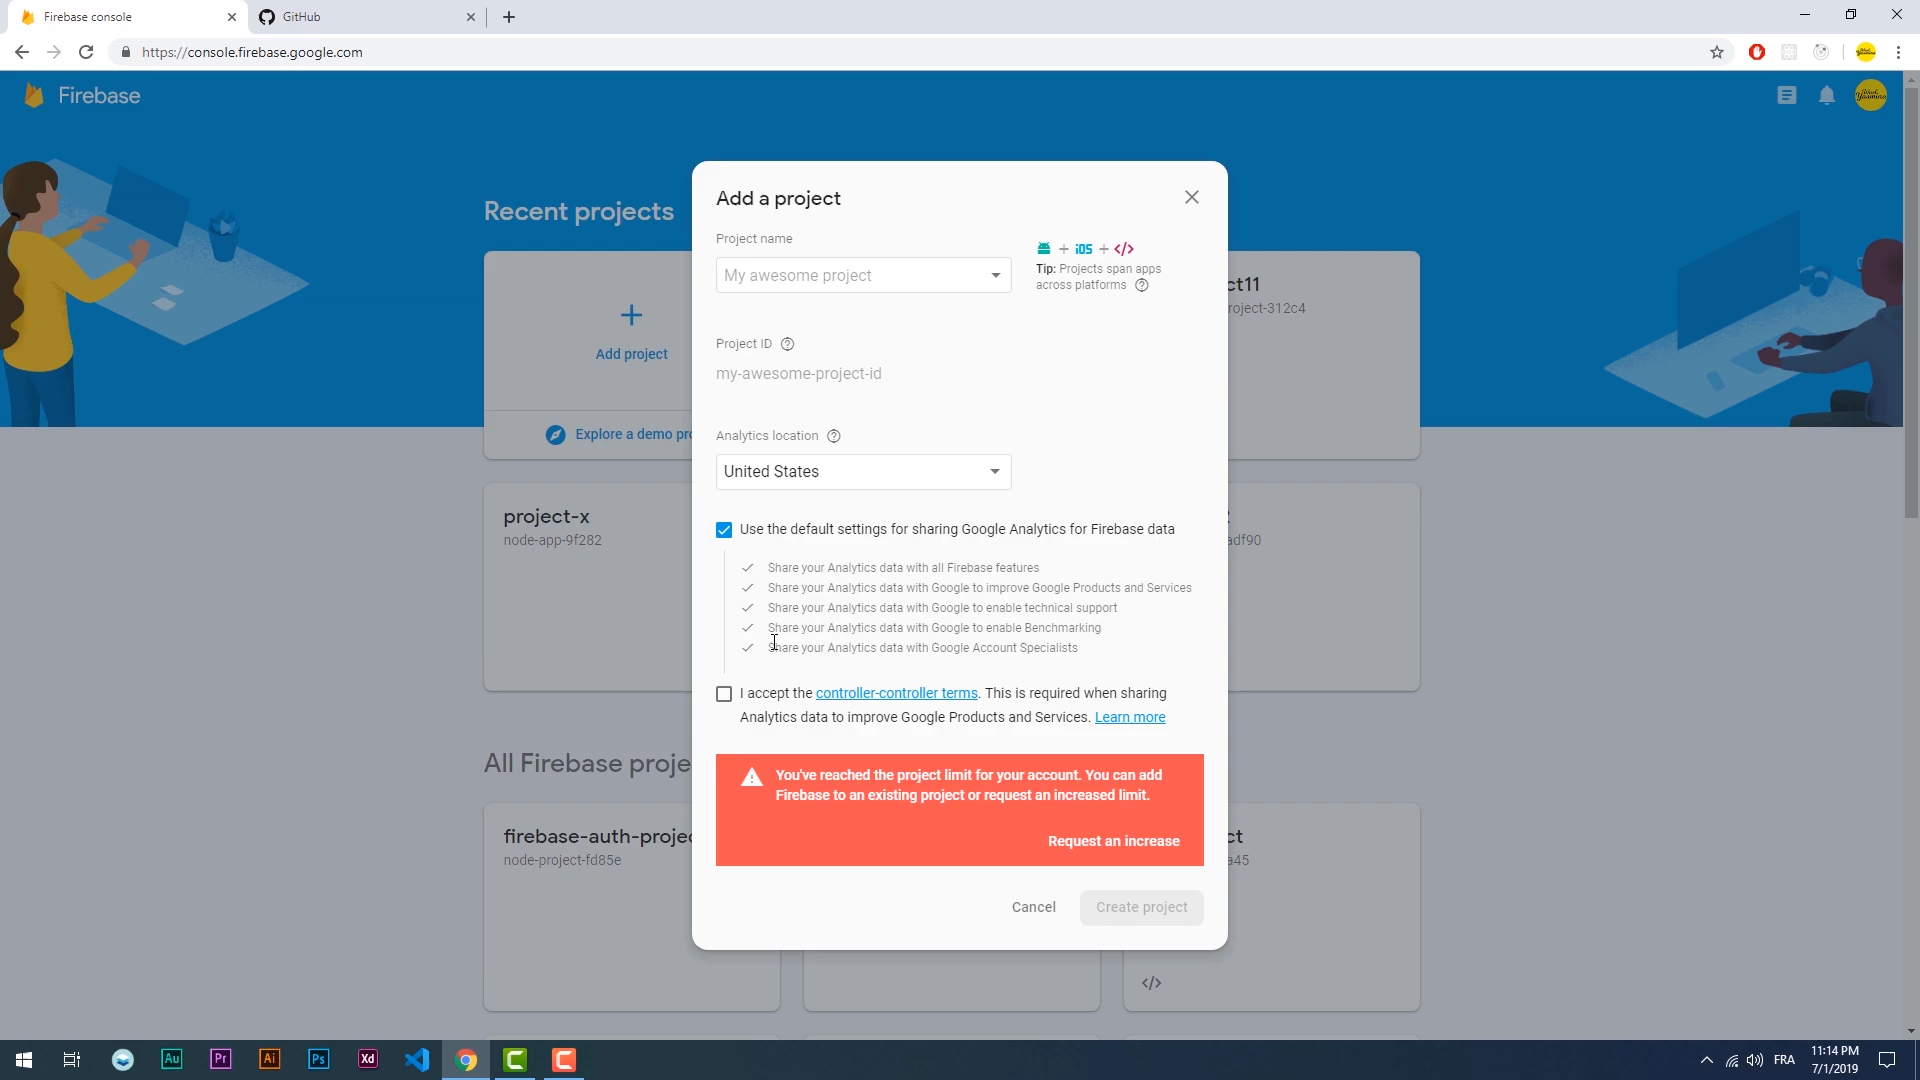 Firebase console
GitHub
https://console.firebase.google.com
Firebase
Recent projects
Add project
Explore a demo pro
ct11
roject-312c4
project-x
node-app-9f282
adf90
All Firebase proje
firebase-auth-projec
node-project-fd85e
ct
a45
Add a project
Project name
My awesome project
+ iOS + </>
Tip: Projects span apps
across platforms
Project ID
my-awesome-project-id
Analytics location
United States
Use the default settings for sharing Google Analytics for Firebase data
Share your Analytics data with all Firebase features
Share your Analytics data with Google to improve Google Products and Services
Share your Analytics data with Google to enable technical support
Share your Analytics data with Google to enable Benchmarking
Share your Analytics data with Google Account Specialists
I accept the controller-controller terms. This is required when sharing
Analytics data to improve Google Products and Services. Learn more
You've reached the project limit for your account. You can add
Firebase to an existing project or request an increased limit.
Request an increase
Cancel
Create project
</>
Au
Pr
Ai
Ps
Xd
FRA
11:14 PM
7/1/2019